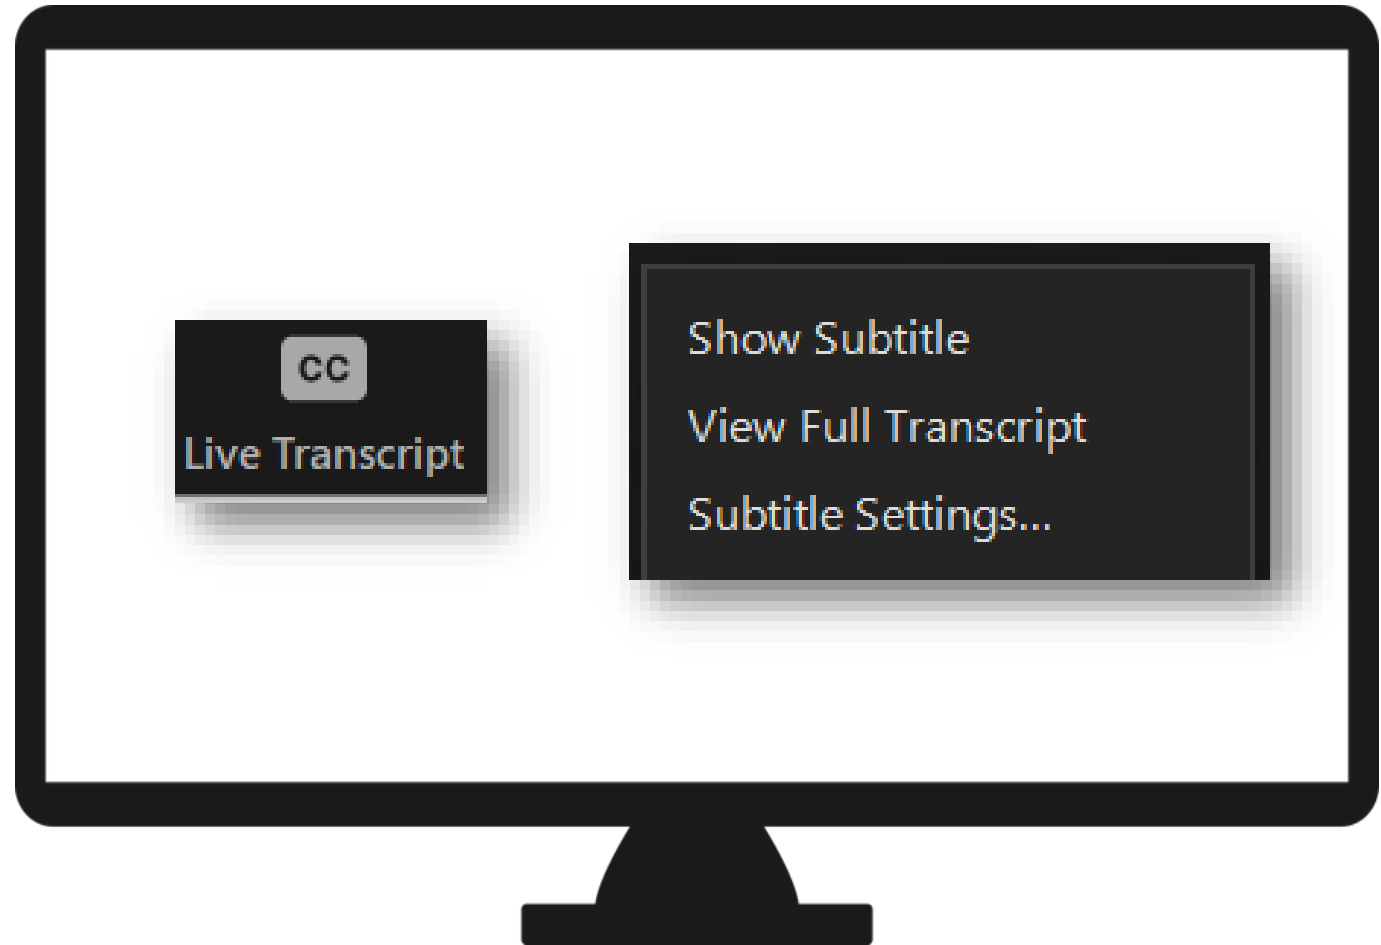 CC
Live Transcript
Show Subtitle
View Full Transcript
Subtitle Settings...